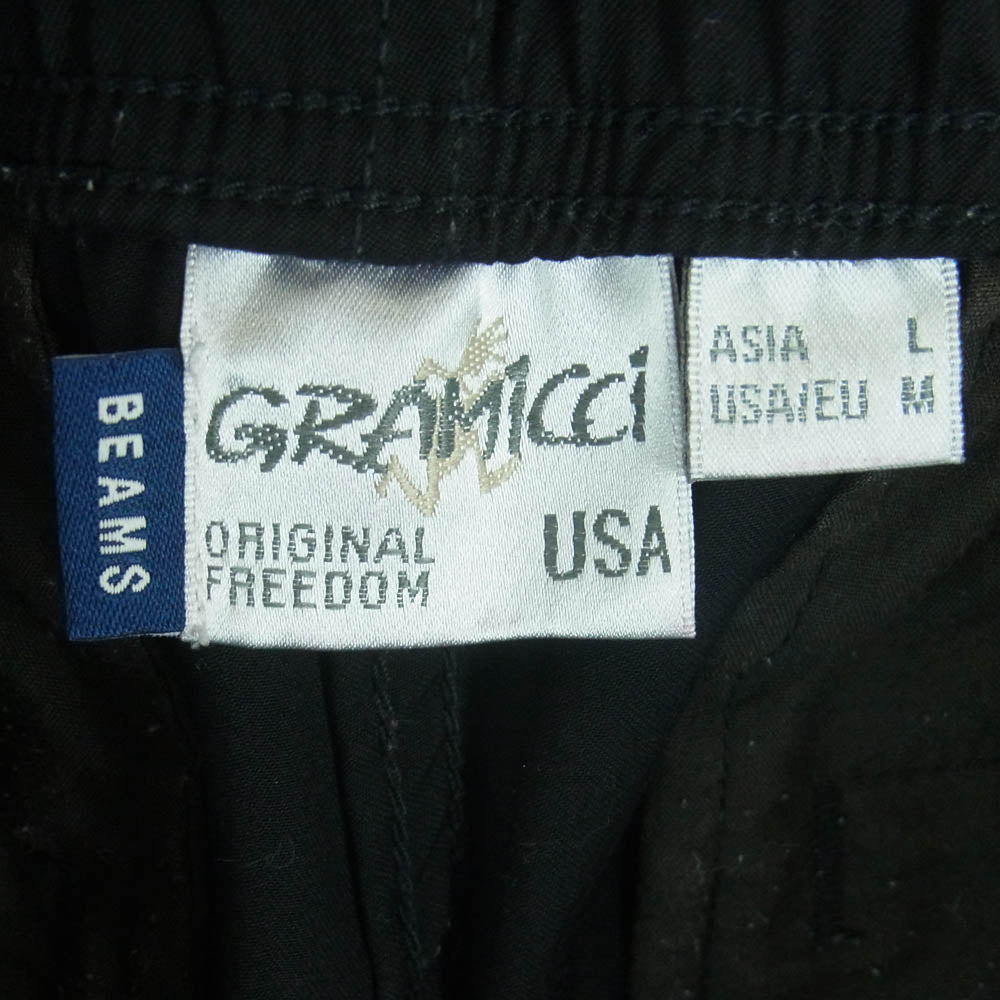 BEAMS
GRAMICCi
ORIGINAL
FREEDOM
USA
ASIA L
USA/EU M